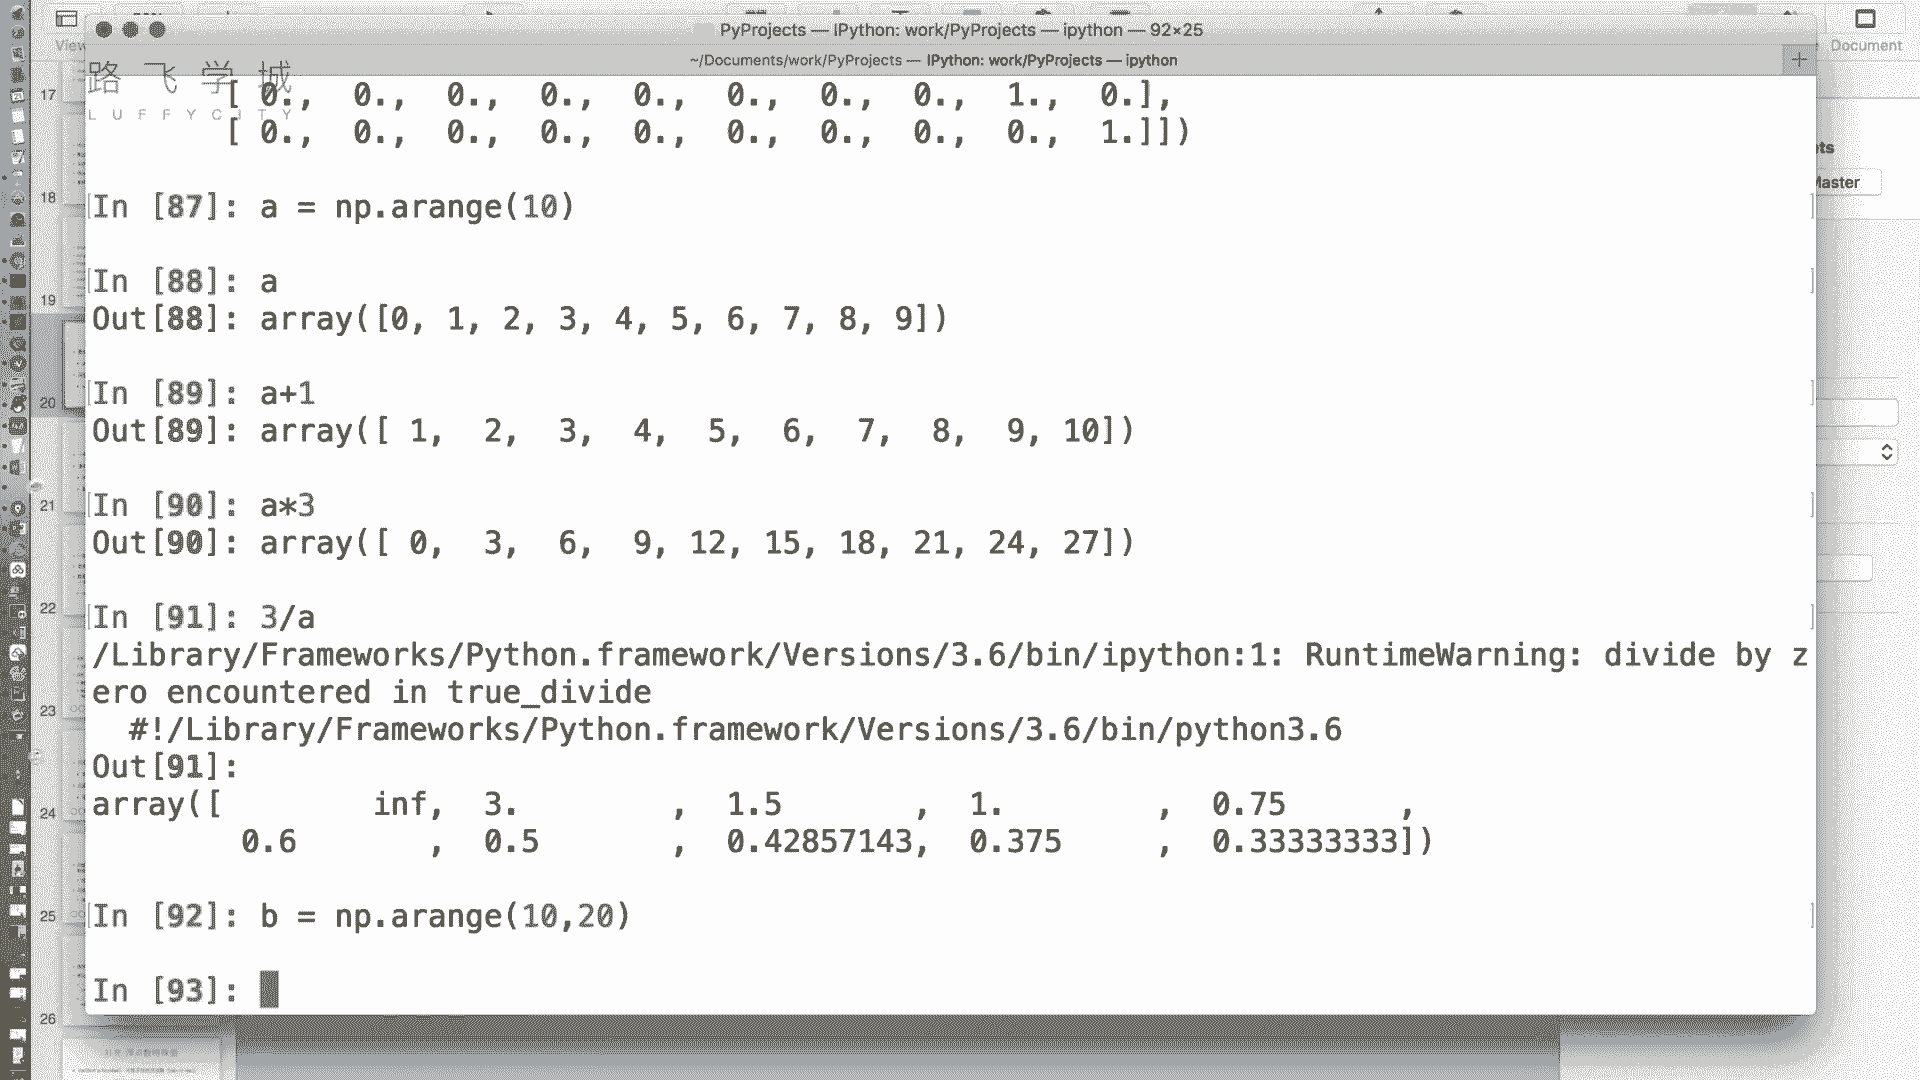 PyProjects — IPython: work/PyProjects — ipython — 92×25
View
Document
~/Documents/work/PyProjects — IPython: work/PyProjects — ipython
路飞学城
LUFFYCITY
[ 0., 0., 0., 0., 0., 0., 0., 0., 1., 0.],
[ 0., 0., 0., 0., 0., 0., 0., 0., 0., 1.]])
In [87]: a = np.arange(10)
In [88]: a
Out[88]: array([0, 1, 2, 3, 4, 5, 6, 7, 8, 9])
In [89]: a+1
Out[89]: array([ 1, 2, 3, 4, 5, 6, 7, 8, 9, 10])
In [90]: a*3
Out[90]: array([ 0, 3, 6, 9, 12, 15, 18, 21, 24, 27])
In [91]: 3/a
/Library/Frameworks/Python.framework/Versions/3.6/bin/ipython:1: RuntimeWarning: divide by z
ero encountered in true_divide
#!/Library/Frameworks/Python.framework/Versions/3.6/bin/python3.6
Out[91]:
array([ inf, 3. , 1.5 , 1. , 0.75 ,
0.6 , 0.5 , 0.42857143, 0.375 , 0.33333333])
In [92]: b = np.arange(10,20)
In [93]:
17
18
19
20
21
22
23
24
25
26
ts
Master